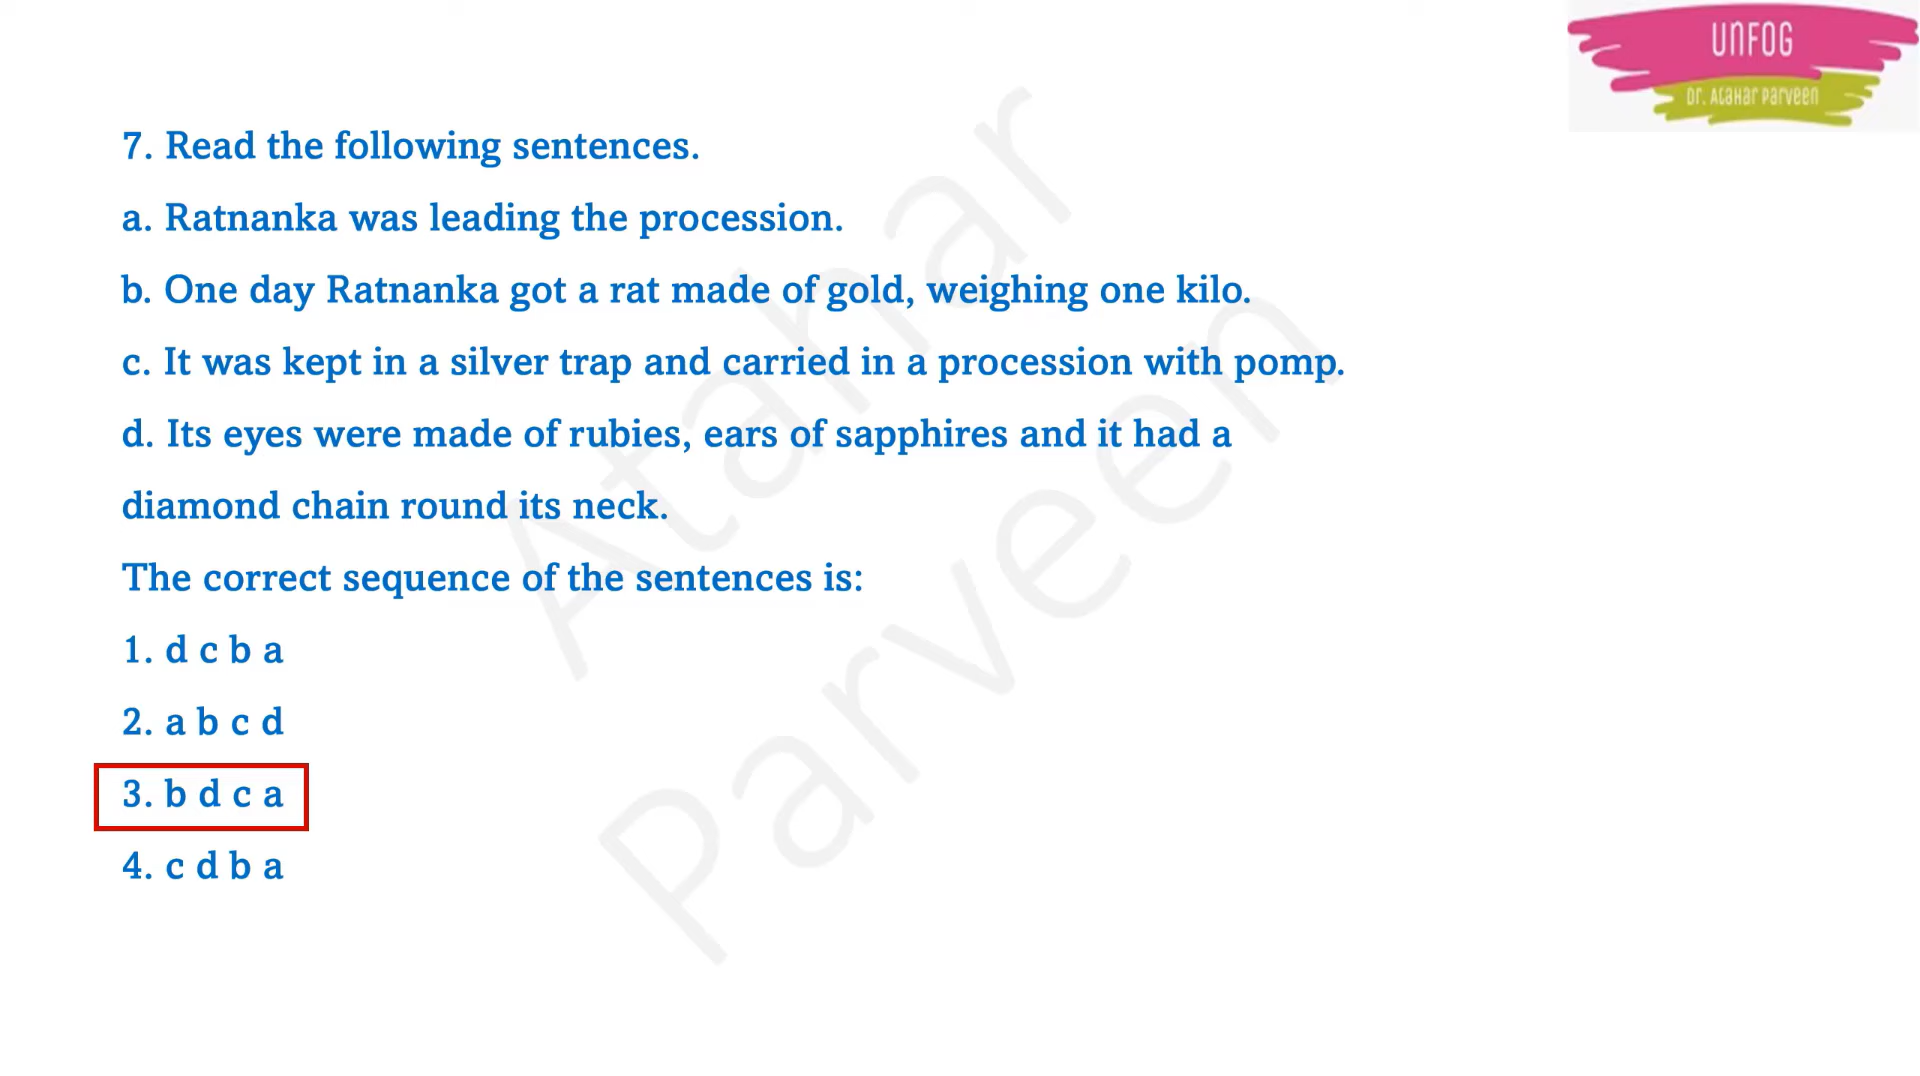 UNFOG
Dr. Atahar Parveen
7. Read the following sentences.
a. Ratnanka was leading the procession.
b. One day Ratnanka got a rat made of gold, weighing one kilo.
c. It was kept in a silver trap and carried in a procession with pomp.
d. Its eyes were made of rubies, ears of sapphires and it had a
diamond chain round its neck.
The correct sequence of the sentences is:
1. d c b a
2. a b c d
3. b d c a
4. c d b a
Atahar
Parveen